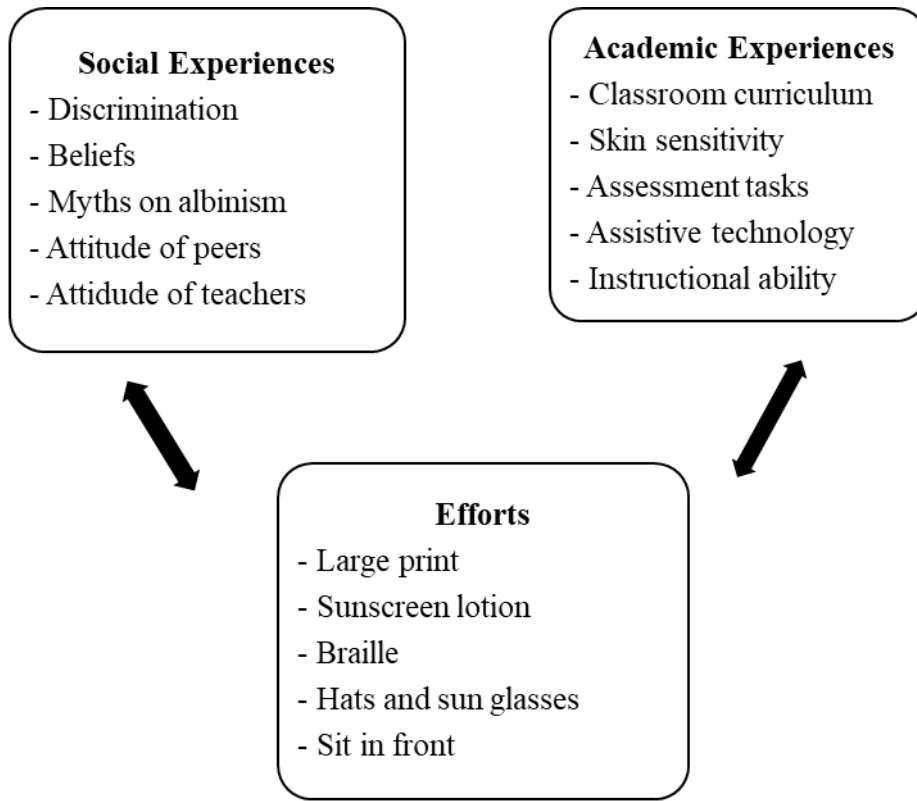 Social Experiences
- Discrimination
- Beliefs
- Myths on albinism
- Attitude of peers
- Attidude of teachers
Academic Experiences
- Classroom curriculum
- Skin sensitivity
- Assessment tasks
- Assistive technology
- Instructional ability
Efforts
- Large print
- Sunscreen lotion
- Braille
- Hats and sun glasses
- Sit in front